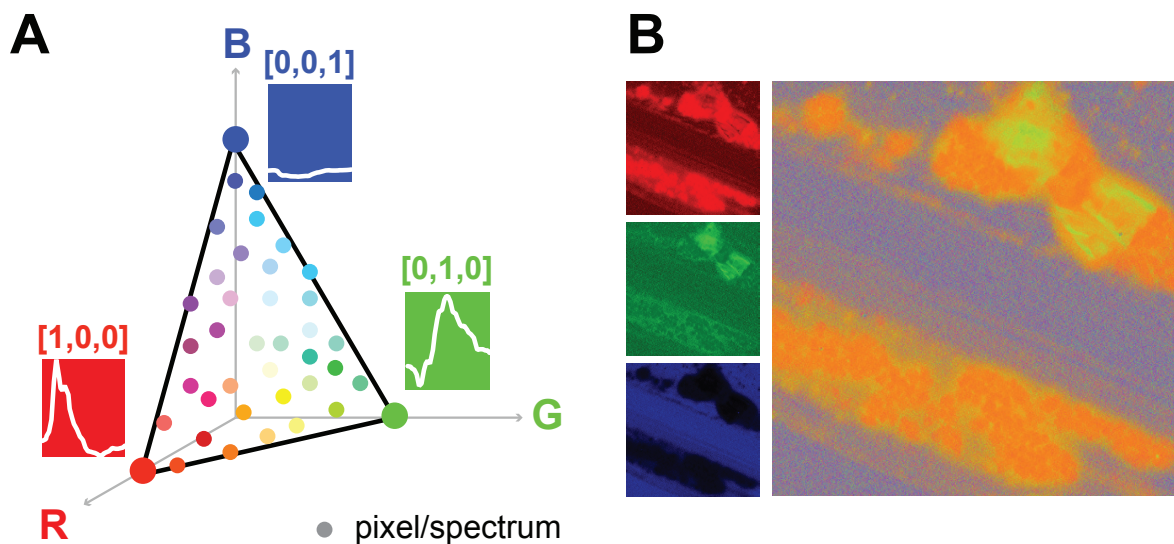 A
B
[0,0,1]
[0,1,0]
[1,0,0]
G
R
pixel/spectrum
B